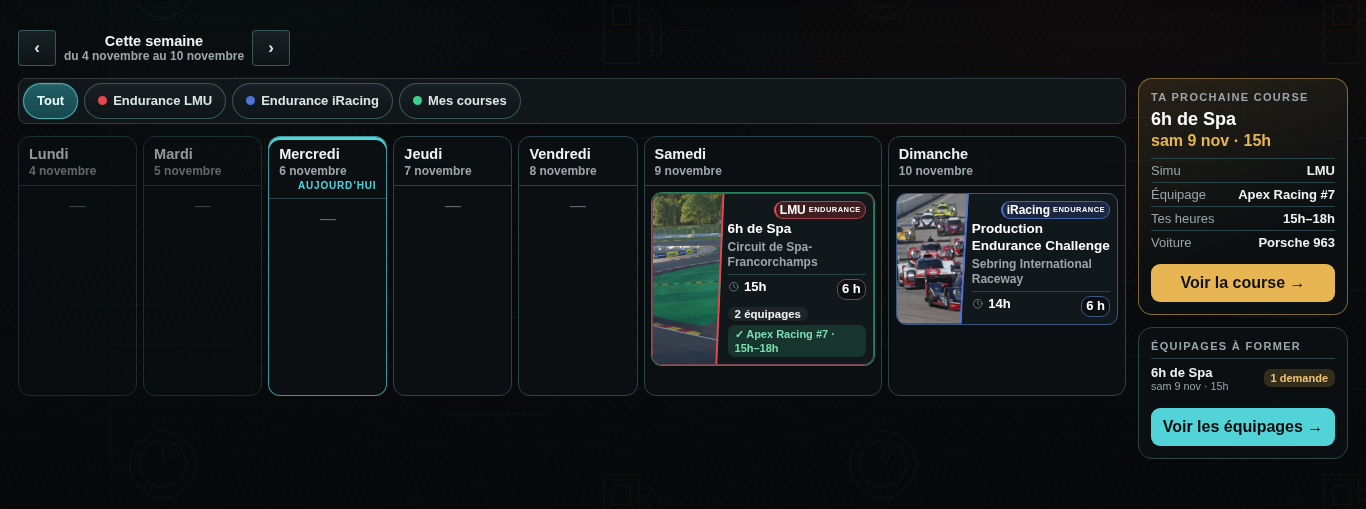 ‹
Cette semaine
du 4 novembre au 10 novembre
›
Tout
Endurance LMU
Endurance iRacing
Mes courses
Lundi
4 novembre
—
Mardi
5 novembre
—
Mercredi
6 novembre
AUJOURD'HUI
—
Jeudi
7 novembre
—
Vendredi
8 novembre
—
Samedi
9 novembre
LMU ENDURANCE
6h de Spa
Circuit de Spa-
Francorchamps
15h
6 h
2 équipages
✓ Apex Racing #7 ·
15h–18h
Dimanche
10 novembre
iRacing ENDURANCE
Production
Endurance Challenge
Sebring International
Raceway
14h
6 h
TA PROCHAINE COURSE
6h de Spa
sam 9 nov · 15h
Simu LMU
Équipage Apex Racing #7
Tes heures 15h–18h
Voiture Porsche 963
Voir la course →
ÉQUIPAGES À FORMER
6h de Spa
sam 9 nov · 15h
1 demande
Voir les équipages →